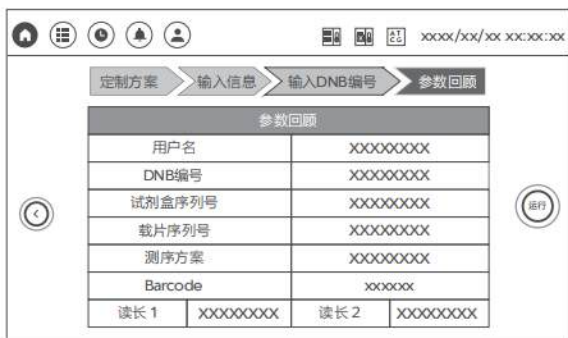 xxxx/xx/xx xx:xx:xx
定制方案 输入信息 输入DNB编号 参数回顾
参数回顾
用户名 XXXXXXXX
DNB编号 XXXXXXXX
试剂盒序列号 XXXXXXXX
载片序列号 XXXXXXXX
测序方案 XXXXXXXX
Barcode xxxxxx
读长 1 XXXXXXXX 读长 2 XXXXXXXX
运行